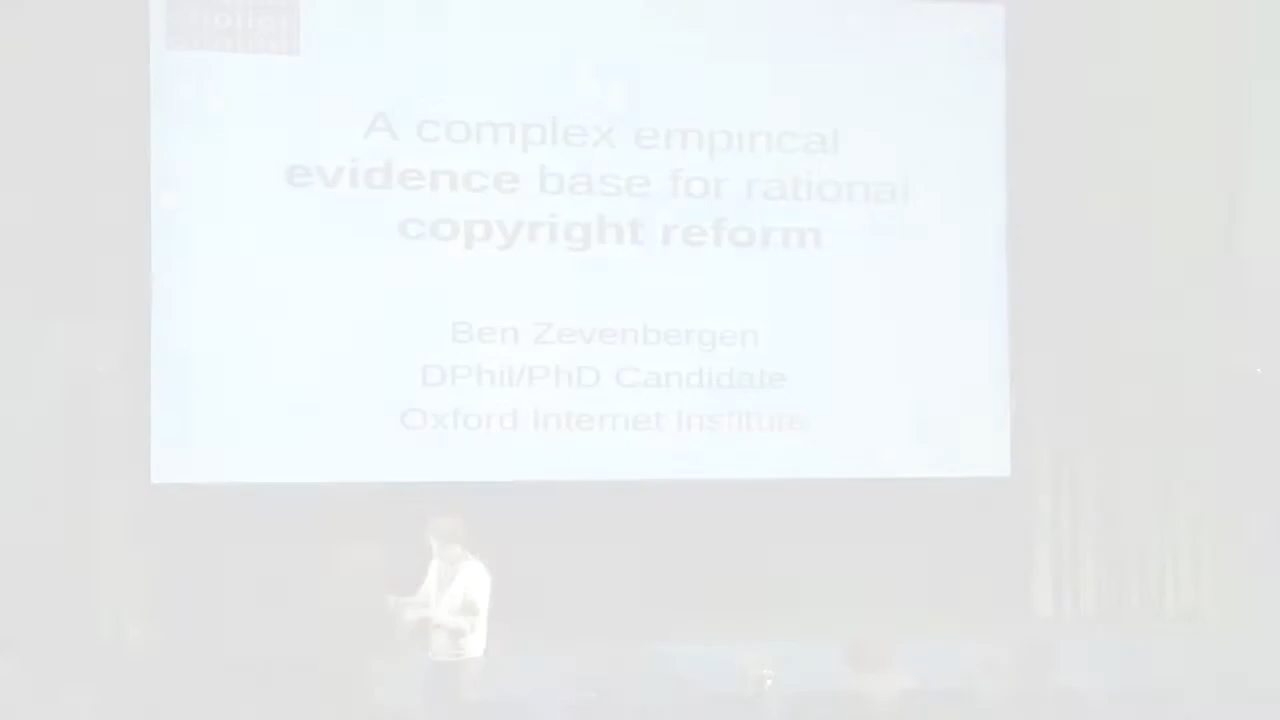 A complex empirical
evidence base for rational
copyright reform
Ben Zevenbergen
DPhil/PhD Candidate
Oxford Internet Institute